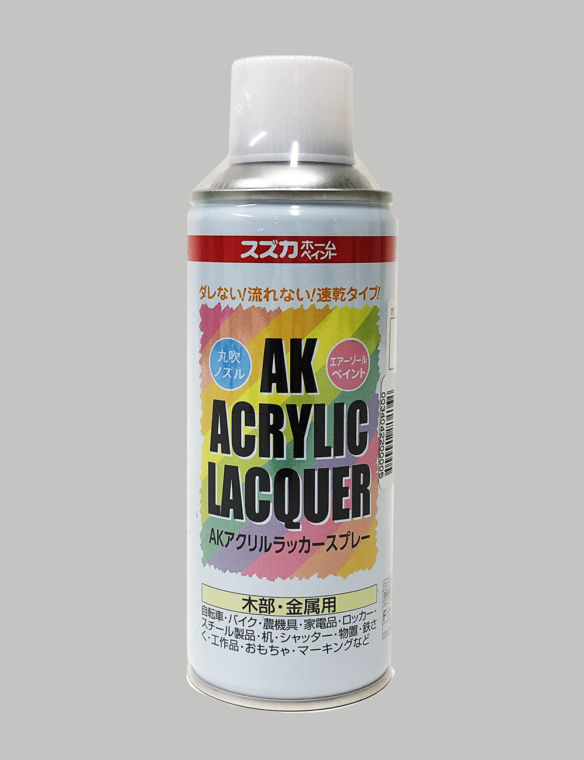 スズカホームペイント
ダレない!流れない!速乾タイプ!
丸吹ノズル
エアーゾールペイント
AK
ACRYLIC
LACQUER
AKアクリルラッカースプレー
木部・金属用
自転車・バイク・農機具・家電品・ロッカー・
スチール製品・机・シャッター・物置・鉄さ
く・工作品・おもちゃ・マーキングなど